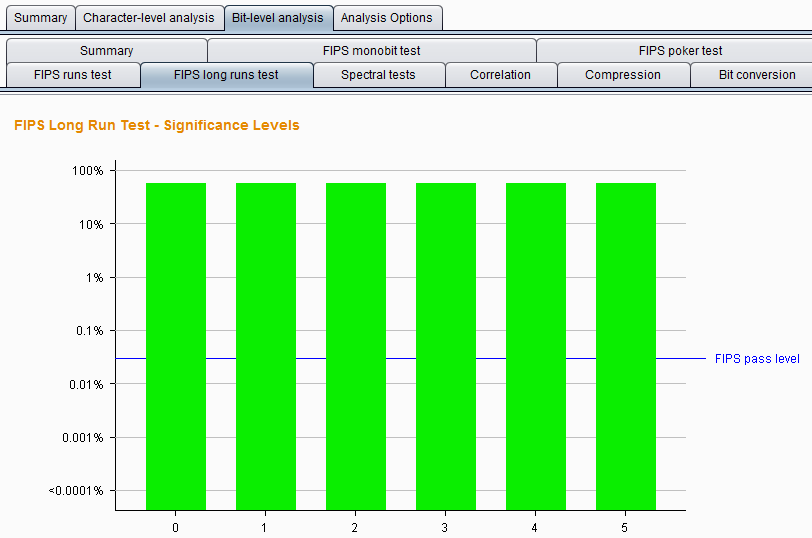 Summary Character-level analysis Bit-level analysis Analysis Options
Summary FIPS monobit test FIPS poker test
FIPS runs test FIPS long runs test Spectral tests Correlation Compression Bit conversion
FIPS Long Run Test - Significance Levels
100%
10%
1%
0.1%
FIPS pass level
0.01%
0.001%
<0.0001%
0 1 2 3 4 5